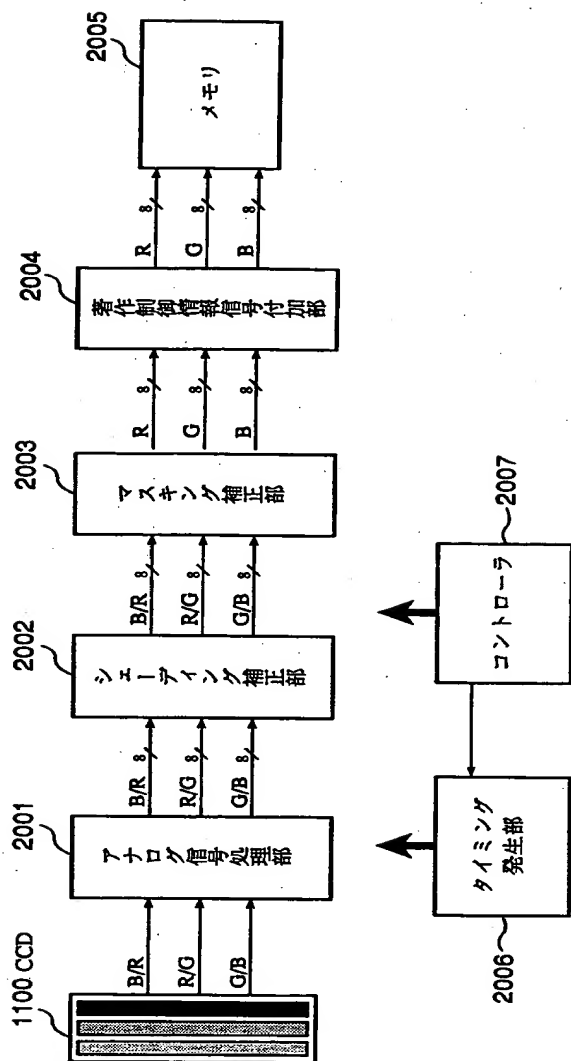 1100 CCD
B/R
R/G
G/B
2001
アナログ信号処理部
B/R 8
R/G 8
G/B 8
2002
シェーディング補正部
B/R 8
R/G 8
G/B 8
2003
マスキング補正部
R 8
G 8
B 8
2004
著作制御情報信号付加部
R 8
G 8
B 8
2005
メモリ
タイミング
発生部
2006
コントローラ
2007